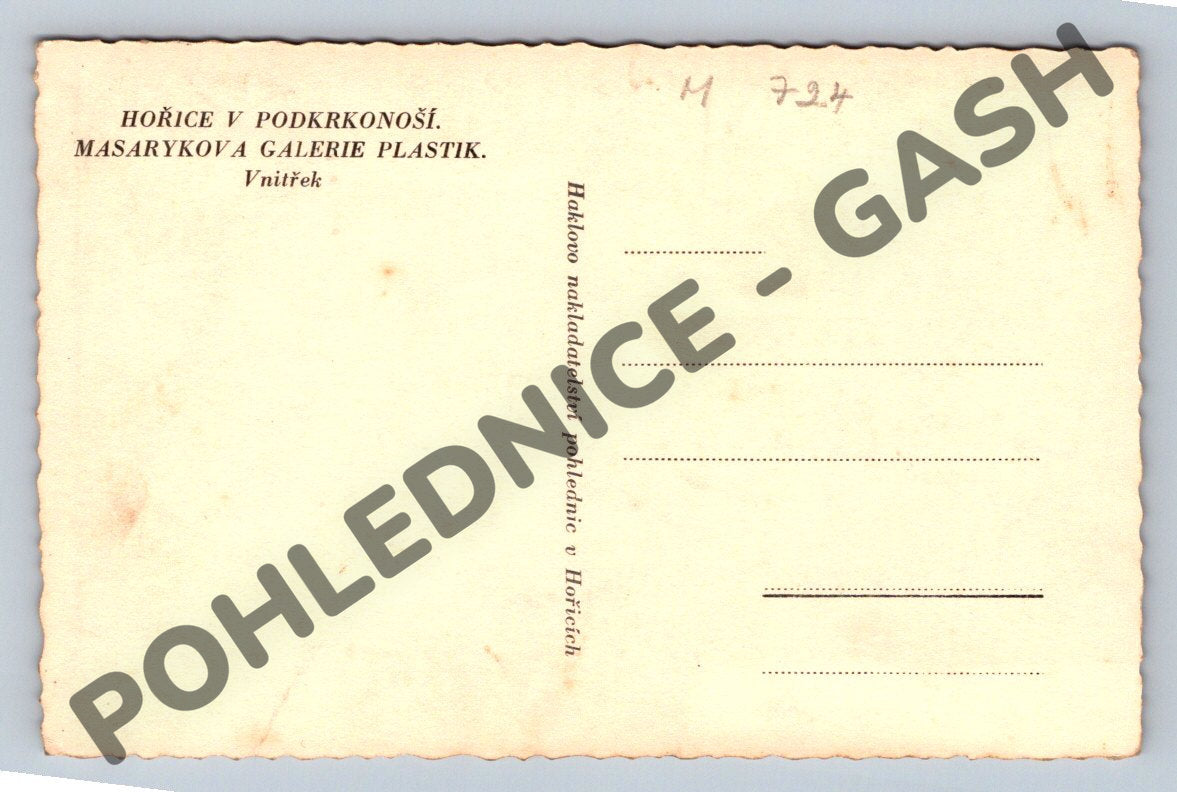 HOŘICE V PODKRKONOŠÍ.
MASARYKOVA GALERIE PLASTIK.
Vnitřek
M 724
Haklovo nakladatelství pohlednic v Hořicích
POHLEDNICE - GASH